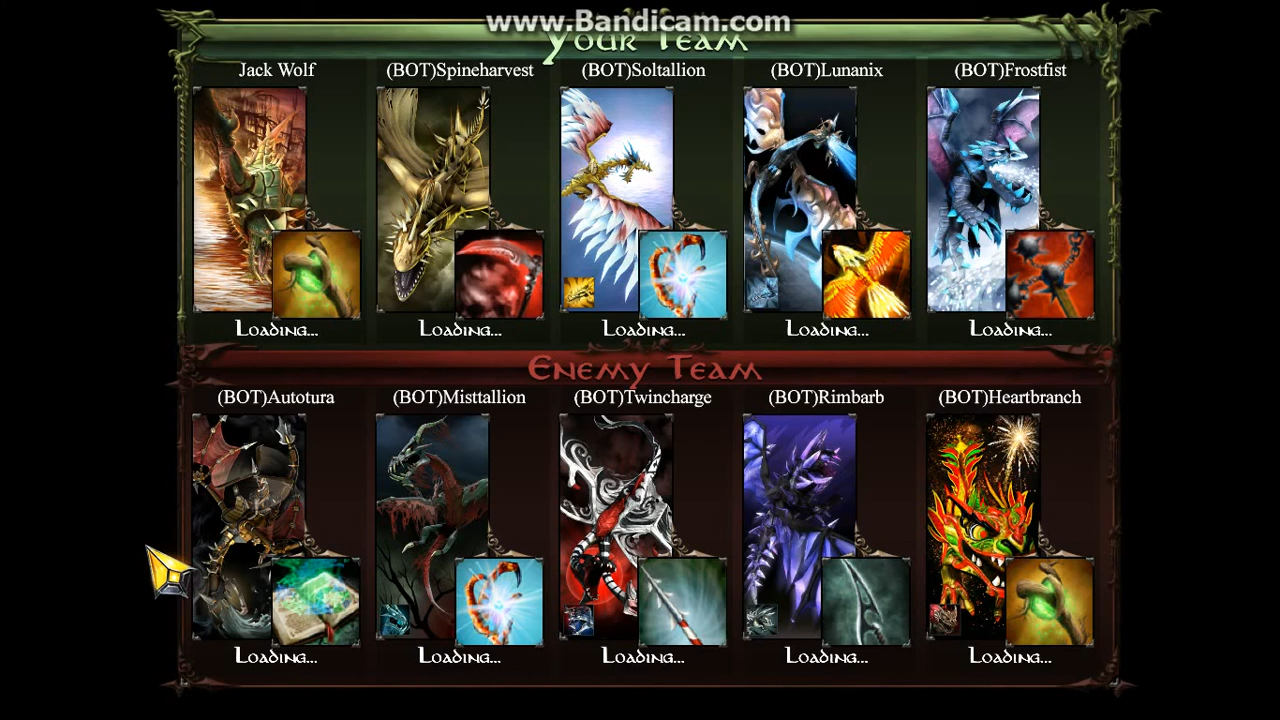 www.Bandicam.com
Your Team
Jack Wolf (BOT)Spineharvest (BOT)Soltallion (BOT)Lunanix (BOT)Frostfist
Loading... Loading... Loading... Loading... Loading...
Enemy Team
(BOT)Autotura (BOT)Misttallion (BOT)Twincharge (BOT)Rimbarb (BOT)Heartbranch
Loading... Loading... Loading... Loading... Loading...